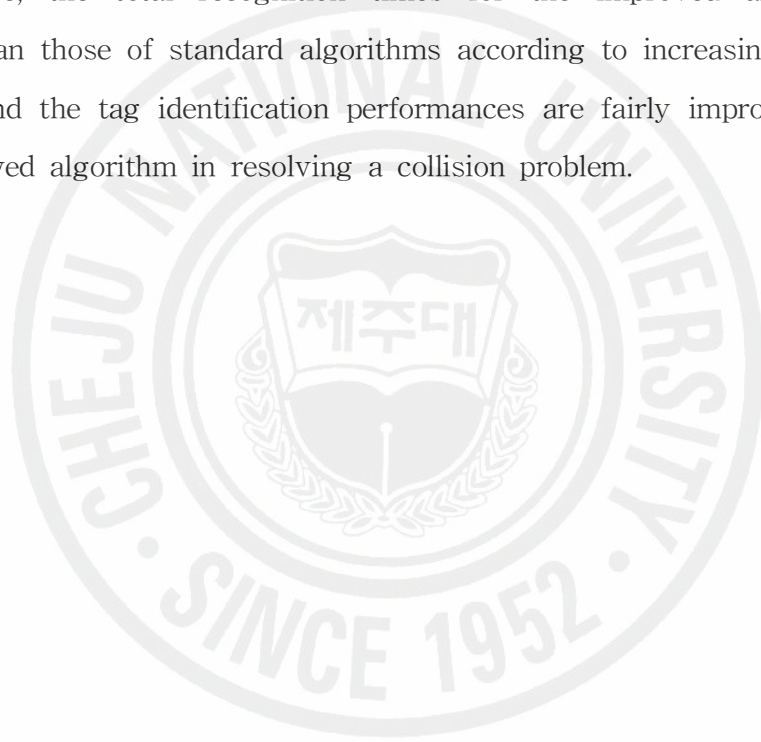 the total recognition times for the improved
an those of standard algorithms according to increasin
nd the tag identification performances are fairly impro
ved algorithm in resolving a collision problem.
CHEJU NATIONAL UNIVERSITY
제주대
· SINCE 1952 ·